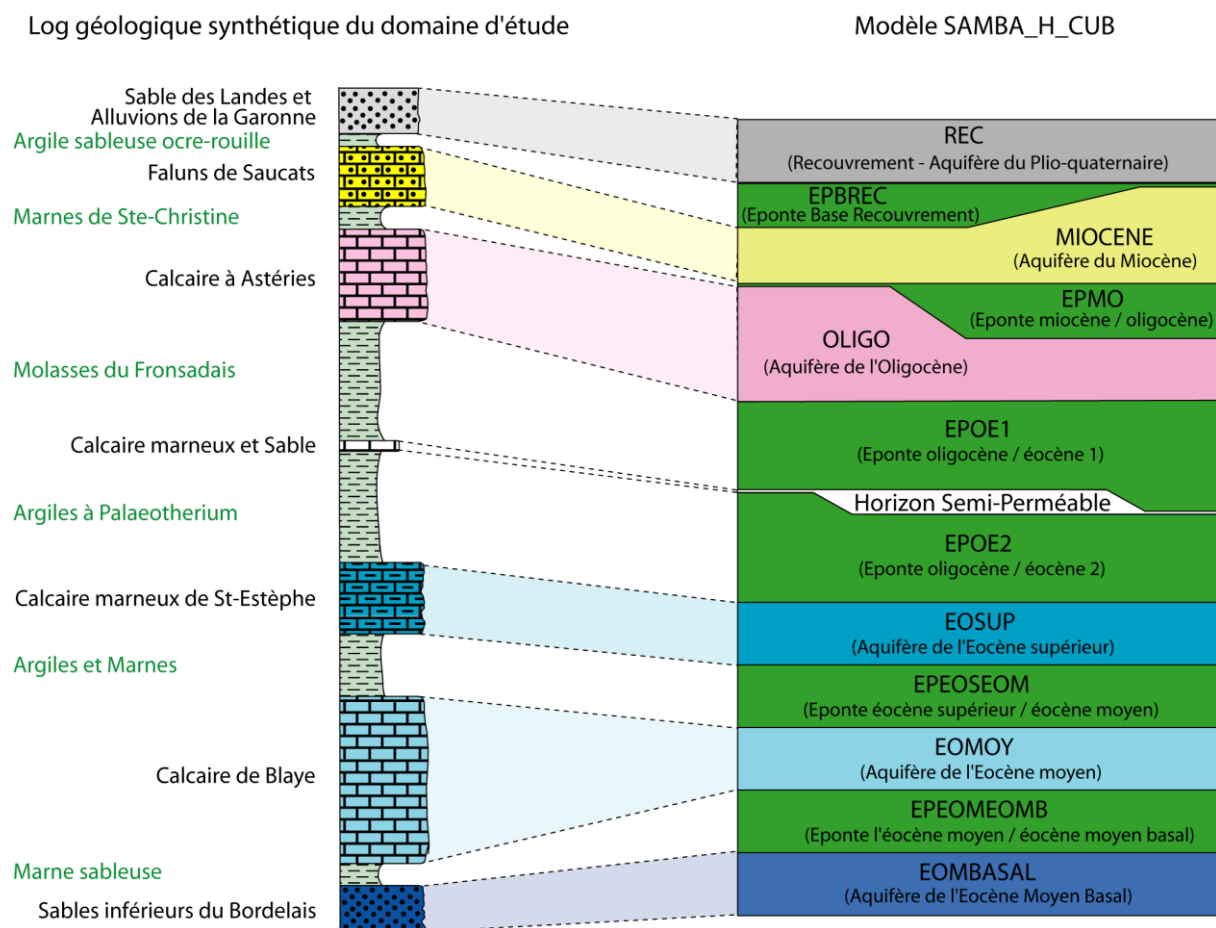 Log géologique synthétique du domaine d'étude
Modèle SAMBA_H_CUB
Sable des Landes et
Alluvions de la Garonne
Argile sableuse ocre-rouille
Faluns de Saucats
Marnes de Ste-Christine
Calcaire à Astéries
Molasses du Fronsadais
Calcaire marneux et Sable
Argiles à Palaeotherium
Calcaire marneux de St-Estèphe
Argiles et Marnes
Calcaire de Blaye
Marne sableuse
Sables inférieurs du Bordelais
REC
(Recouvrement - Aquifère du Plio-quaternaire)
EPBREC
(Eponte Base Recouvrement)
MIOCENE
(Aquifère du Miocène)
EPMO
(Eponte miocène / oligocène)
OLIGO
(Aquifère de l'Oligocène)
EPOE1
(Eponte oligocène / éocène 1)
Horizon Semi-Perméable
EPOE2
(Eponte oligocène / éocène 2)
EOSUP
(Aquifère de l'Eocène supérieur)
EPEOSEOM
(Eponte éocène supérieur / éocène moyen)
EOMOY
(Aquifère de l'Eocène moyen)
EPEOMEOMB
(Eponte l'éocène moyen / éocène moyen basal)
EOMBASAL
(Aquifère de l'Eocène Moyen Basal)